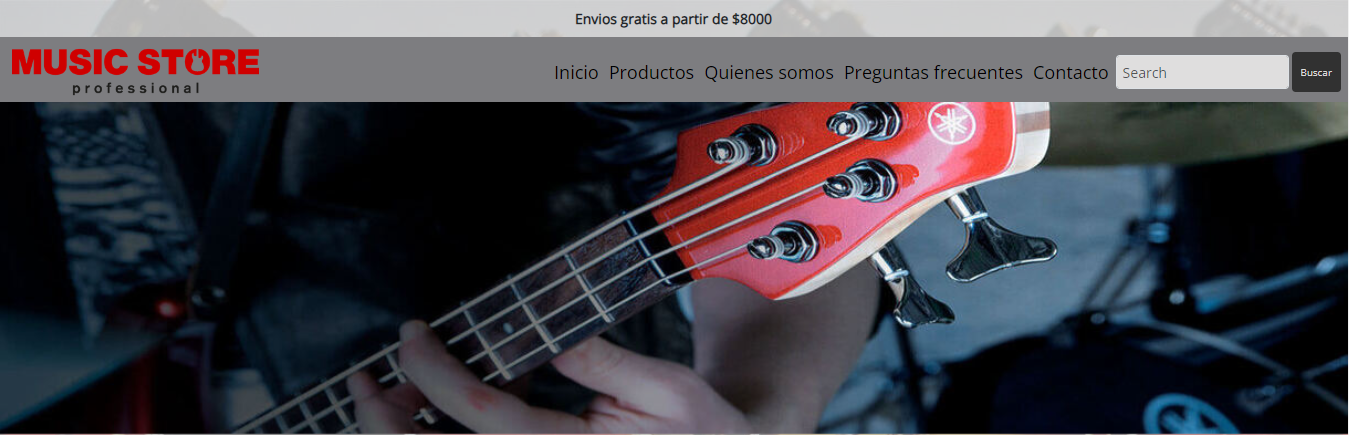 Envios gratis a partir de $8000
MUSIC STORE
professional
Inicio Productos Quienes somos Preguntas frecuentes Contacto Search Buscar